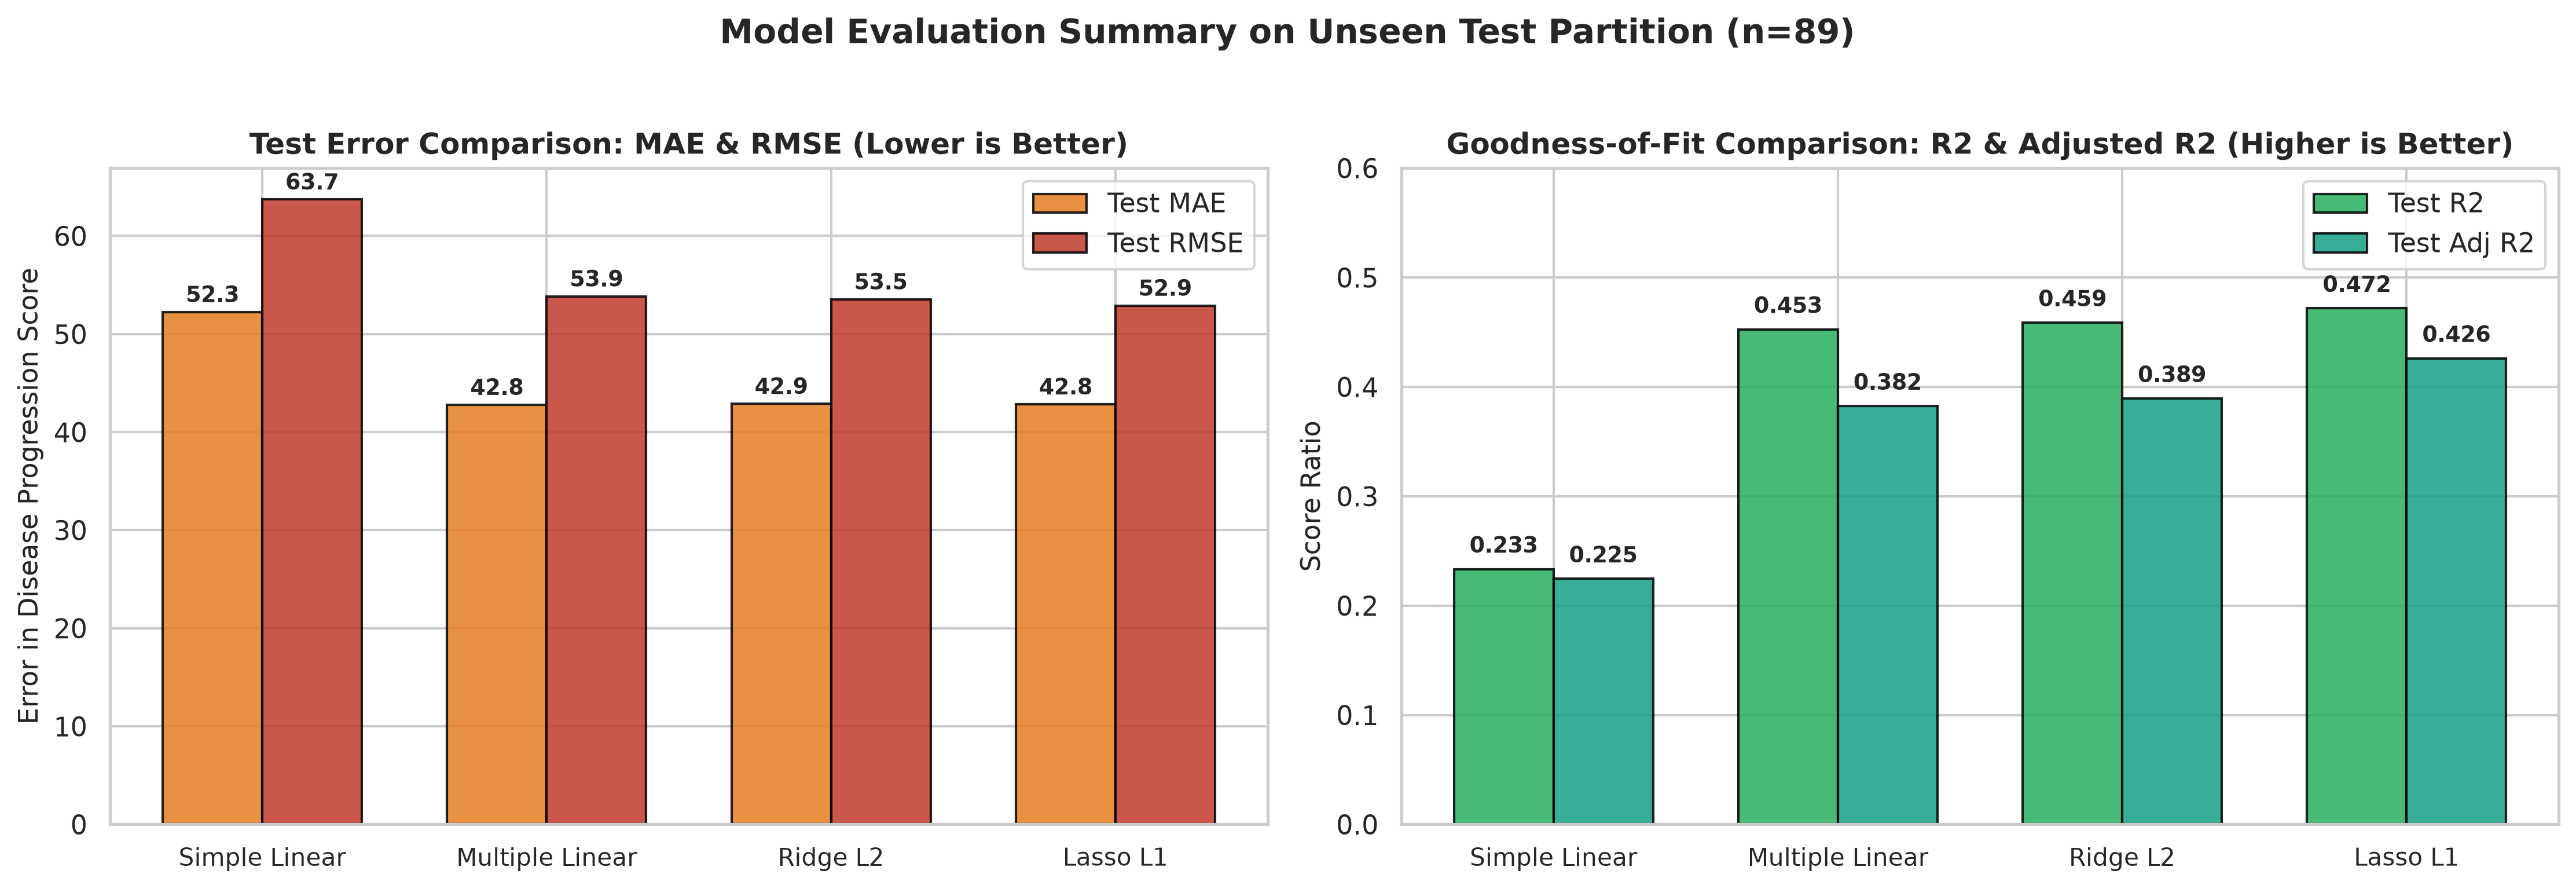 Model Evaluation Summary on Unseen Test Partition (n=89)
Test Error Comparison: MAE & RMSE (Lower is Better)
Error in Disease Progression Score
60
50
40
30
20
10
0
63.7
52.3
53.9
42.8
53.5
42.9
52.9
42.8
Test MAE
Test RMSE
Simple Linear
Multiple Linear
Ridge L2
Lasso L1
Goodness-of-Fit Comparison: R2 & Adjusted R2 (Higher is Better)
Score Ratio
0.6
0.5
0.4
0.3
0.2
0.1
0.0
0.233
0.225
0.453
0.382
0.459
0.389
0.472
0.426
Test R2
Test Adj R2
Simple Linear
Multiple Linear
Ridge L2
Lasso L1